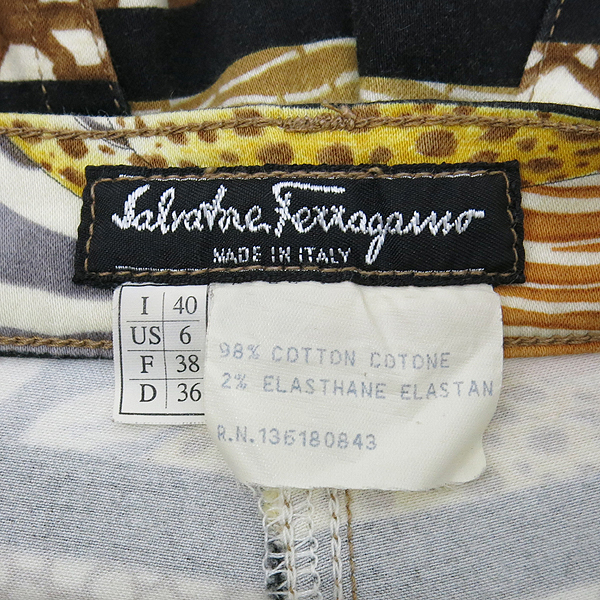 Salvatore Ferragamo
MADE IN ITALY
I 40
US 6
F 38
D 36
98% COTTON COTONE
2% ELASTHANE ELASTAN
R.N.136180843